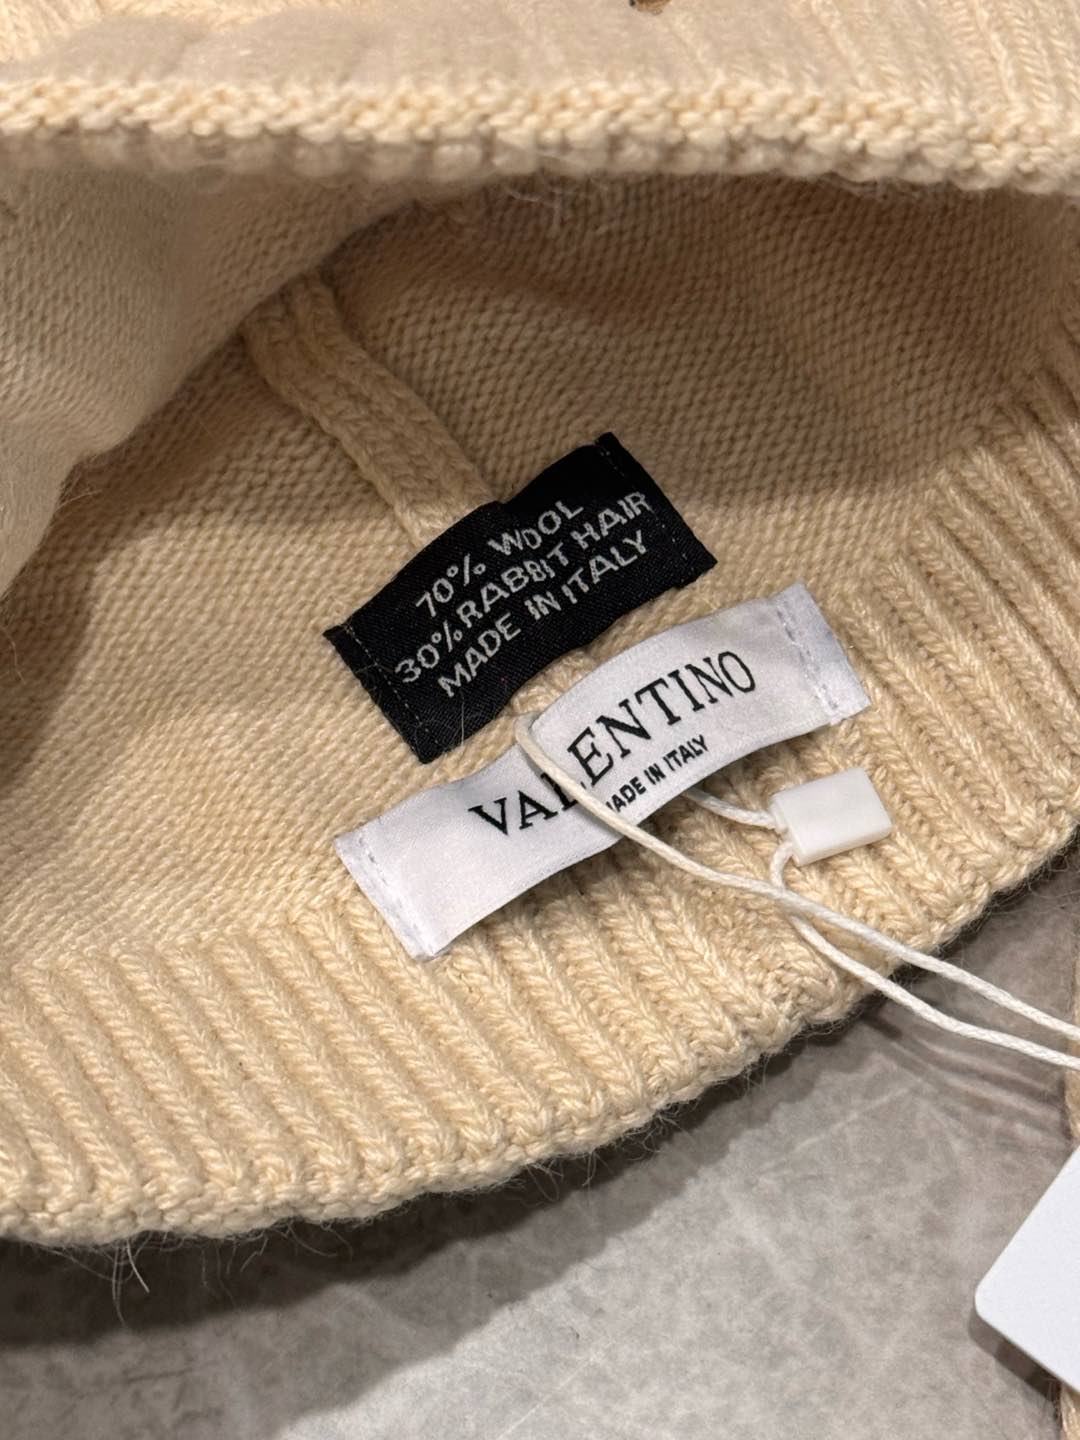 70% WOOL
30% RABBIT HAIR
MADE IN ITALY
VALENTINO
MADE IN ITALY